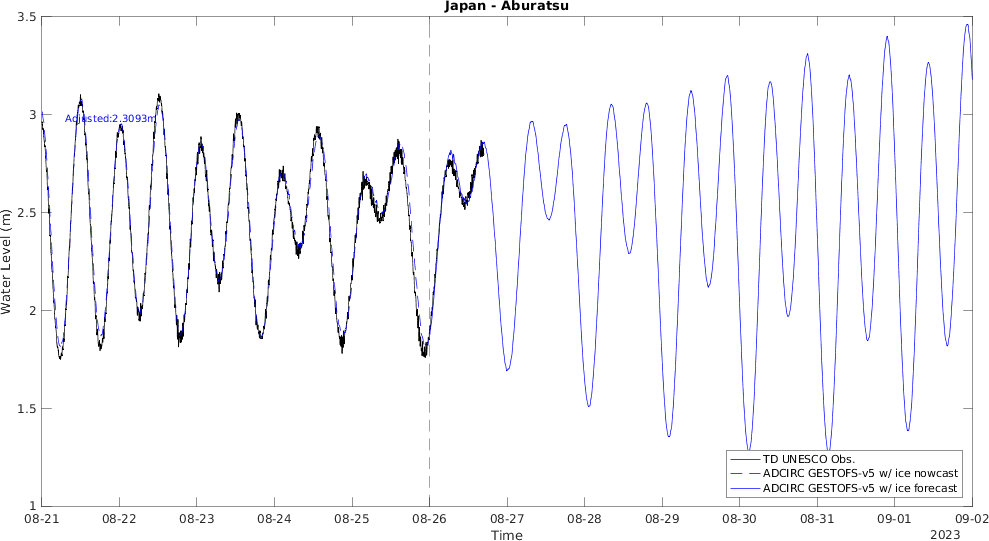 Japan - Aburatsu
3.5
3
2.5
2
1.5
1
Water Level (m)
Adjusted:2.3093m
TD UNESCO Obs.
ADCIRC GESTOFS-v5 w/ ice nowcast
ADCIRC GESTOFS-v5 w/ ice forecast
08-21 08-22 08-23 08-24 08-25 08-26 08-27 08-28 08-29 08-30 08-31 09-01 09-02
Time
2023